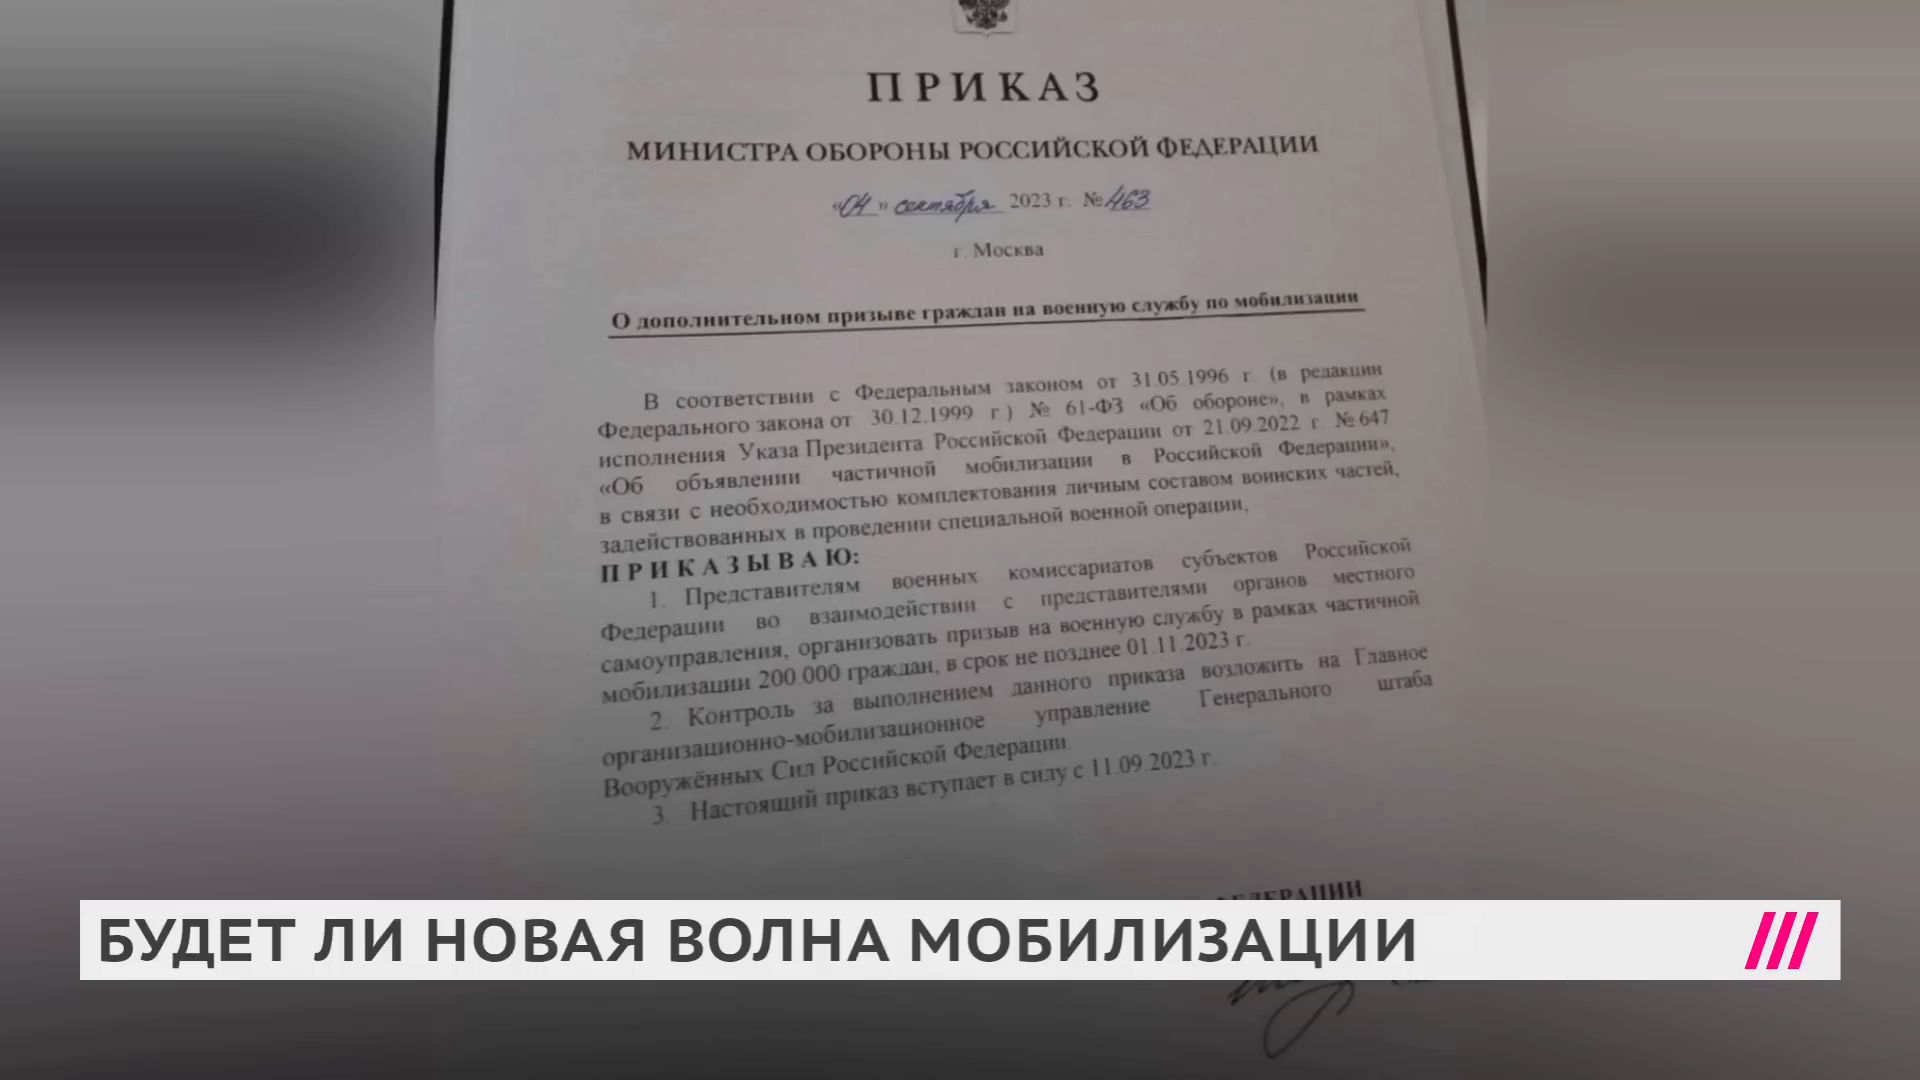 ПРИКАЗ
МИНИСТРА ОБОРОНЫ РОССИЙСКОЙ ФЕДЕРАЦИИ
«04» сентября 2023 г. №463
г. Москва
О дополнительном призыве граждан на военную службу по мобилизации
В соответствии с Федеральным законом от 31.05.1996 г. (в редакции
Федерального закона от 30.12.1999 г.) № 61-ФЗ «Об обороне», в рамках
исполнения Указа Президента Российской Федерации от 21.09.2022 г. №647
«Об объявлении частичной мобилизации в Российской Федерации»,
в связи с необходимостью комплектования личным составом воинских частей,
задействованных в проведении специальной военной операции,
ПРИКАЗЫВАЮ:
1. Представителям военных комиссариатов субъектов Российской
Федерации во взаимодействии с представителями органов местного
самоуправления, организовать призыв на военную службу в рамках частичной
мобилизации 200.000 граждан, в срок не позднее 01.11.2023 г.
2. Контроль за выполнением данного приказа возложить на Главное
организационно-мобилизационное управление Генерального штаба
Вооружённых Сил Российской Федерации.
3. Настоящий приказ вступает в силу с 11.09.2023 г.
ФЕДЕРАЦИИ
БУДЕТ ЛИ НОВАЯ ВОЛНА МОБИЛИЗАЦИИ